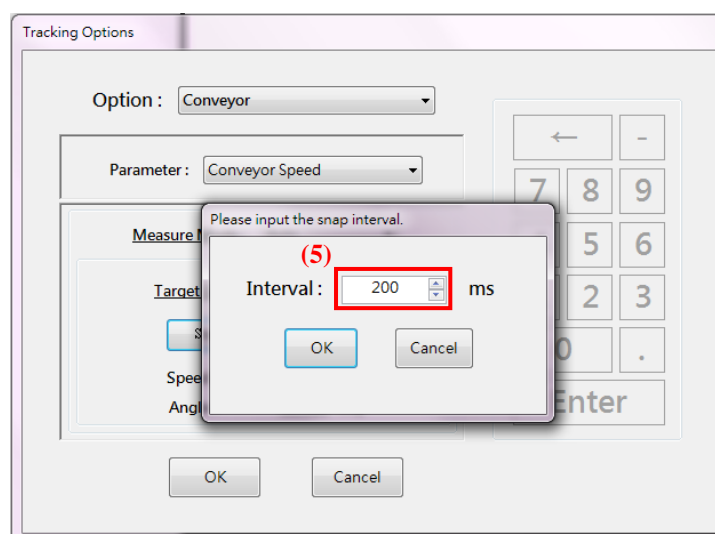 Tracking Options
Option : Conveyor
← -
Parameter : Conveyor Speed
7 8 9
Please input the snap interval.
Measure
(5)
5 6
Target
Interval : 200 ms
2 3
OK Cancel
0 .
Spee
Angl
Enter
OK Cancel